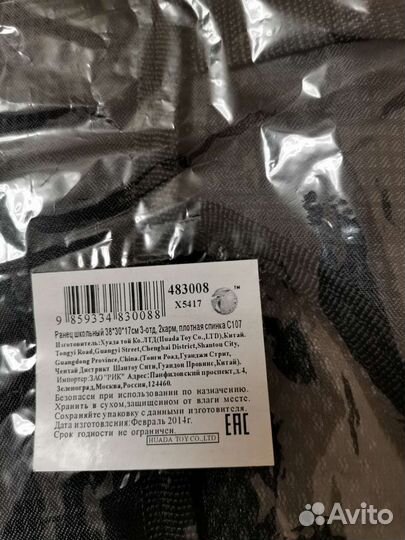 483008
X5417
TM
9 859334 830088
Ранец школьный 38*30*17см 3-отд, 2карм, плотная спинка С107
Изготовитель:Хуада той Ко.ЛТД(Huada Toy Co.,LTD),Китай.
Tongyi Road,Guangyi Street,Chenghai District,Shantou City,
Guangdong Province,China.(Тонги Роад,Гуанджи Стрит,
Ченгай Дистрикт Шантоу Сити,Гуандон Провинс,Китай)
Импортер:ЗАО "РИК" Адрес:Панфиловский проспект,д.4,
Зеленоград,Москва,Россия,124460.
Безопасен при использовании по назначению.
Хранить в сухом,защищенном от влаги месте.
Сохраняйте упаковку с данными изготовителя.
Дата изготовления:Февраль 2014г.
Срок годности не ограничен.
HUADA TOY CO.,LTD
EAC
Avito